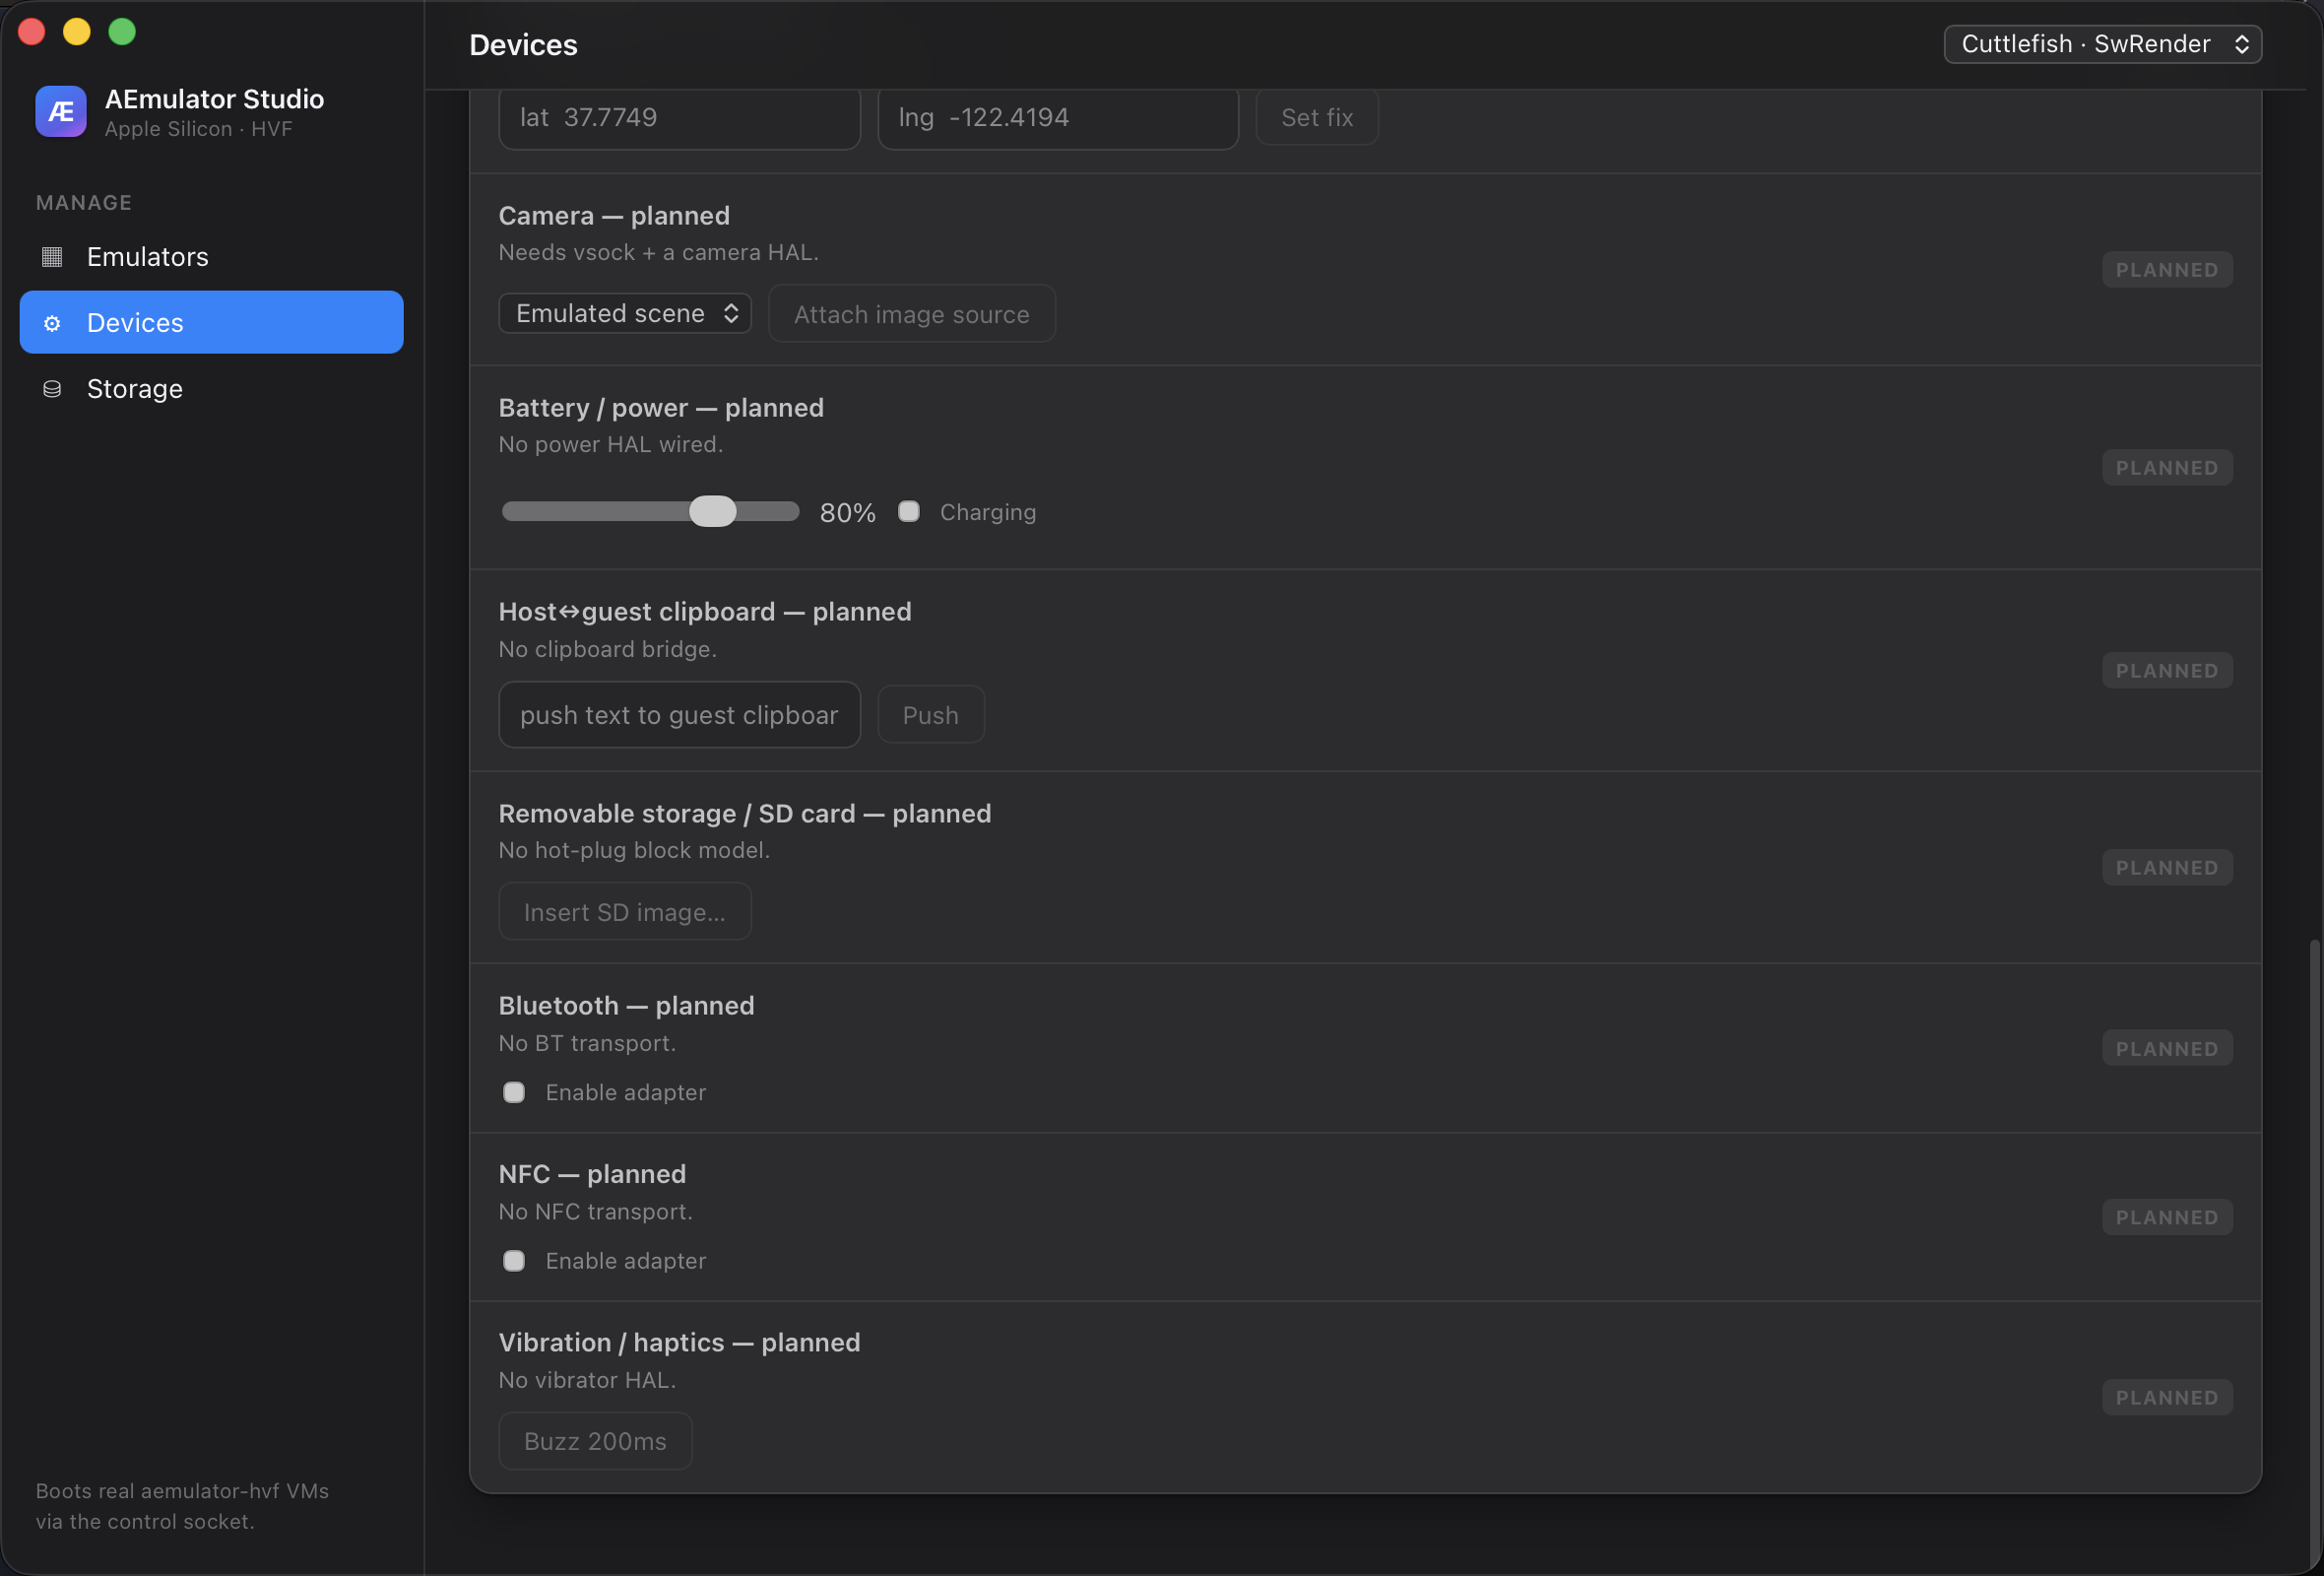 Devices
Cuttlefish · SwRender
Æ
AEmulator Studio
Apple Silicon · HVF
MANAGE
Emulators
Devices
Storage
Boots real aemulator-hvf VMs
via the control socket.
lat 37.7749
lng -122.4194
Set fix
Camera — planned
Needs vsock + a camera HAL.
Emulated scene
Attach image source
PLANNED
Battery / power — planned
No power HAL wired.
80%
Charging
PLANNED
Host↔guest clipboard — planned
No clipboard bridge.
push text to guest clipboar
Push
PLANNED
Removable storage / SD card — planned
No hot-plug block model.
Insert SD image...
PLANNED
Bluetooth — planned
No BT transport.
Enable adapter
PLANNED
NFC — planned
No NFC transport.
Enable adapter
PLANNED
Vibration / haptics — planned
No vibrator HAL.
Buzz 200ms
PLANNED